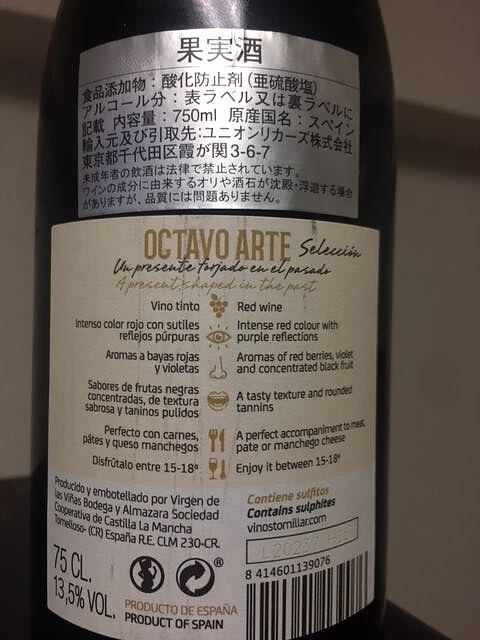 果実酒
食品添加物：酸化防止剤（亜硫酸塩）
アルコール分：表ラベル又は裏ラベルに
記載 内容量：750ml 原産国名：スペイン
輸入元及び引取先:ユニオンリカーズ株式会社
東京都千代田区霞が関3-6-7
未成年者の飲酒は法律で禁止されています。
ワインの成分に由来するオリや酒石が沈殿・浮遊する場合
がありますが、品質には問題ありません。
OCTAVO ARTE Selección
Un presente forjado en el pasado
A present shaped in the past
Vino tinto
Red wine
Intenso color rojo con sutiles
reflejos púrpuras
Intense red colour with
purple reflections
Aromas a bayas rojas
y violetas
Aromas of red berries, violet
and concentrated black fruit
Sabores de frutas negras
concentradas, de textura
sabrosa y taninos pulidos
A tasty texture and rounded
tannins
Perfecto con carnes,
pâtes y queso manchego
A perfect accompaniment to meat,
pate or manchego cheese
Disfrútalo entre 15-18º
Enjoy it between 15-18º
Producido y embotellado por Virgen de
las Viñas Bodega y Almazara Sociedad
Cooperativa de Castilla La Mancha
Tomelloso- (CR) España R.E. CLM 230-CR.
Contiene sulfitos
Contains sulphites
vinostomillar.com
75 CL.
13,5% VOL.
®
PRODUCTO DE ESPAÑA
PRODUCT OF SPAIN
8 414601139076